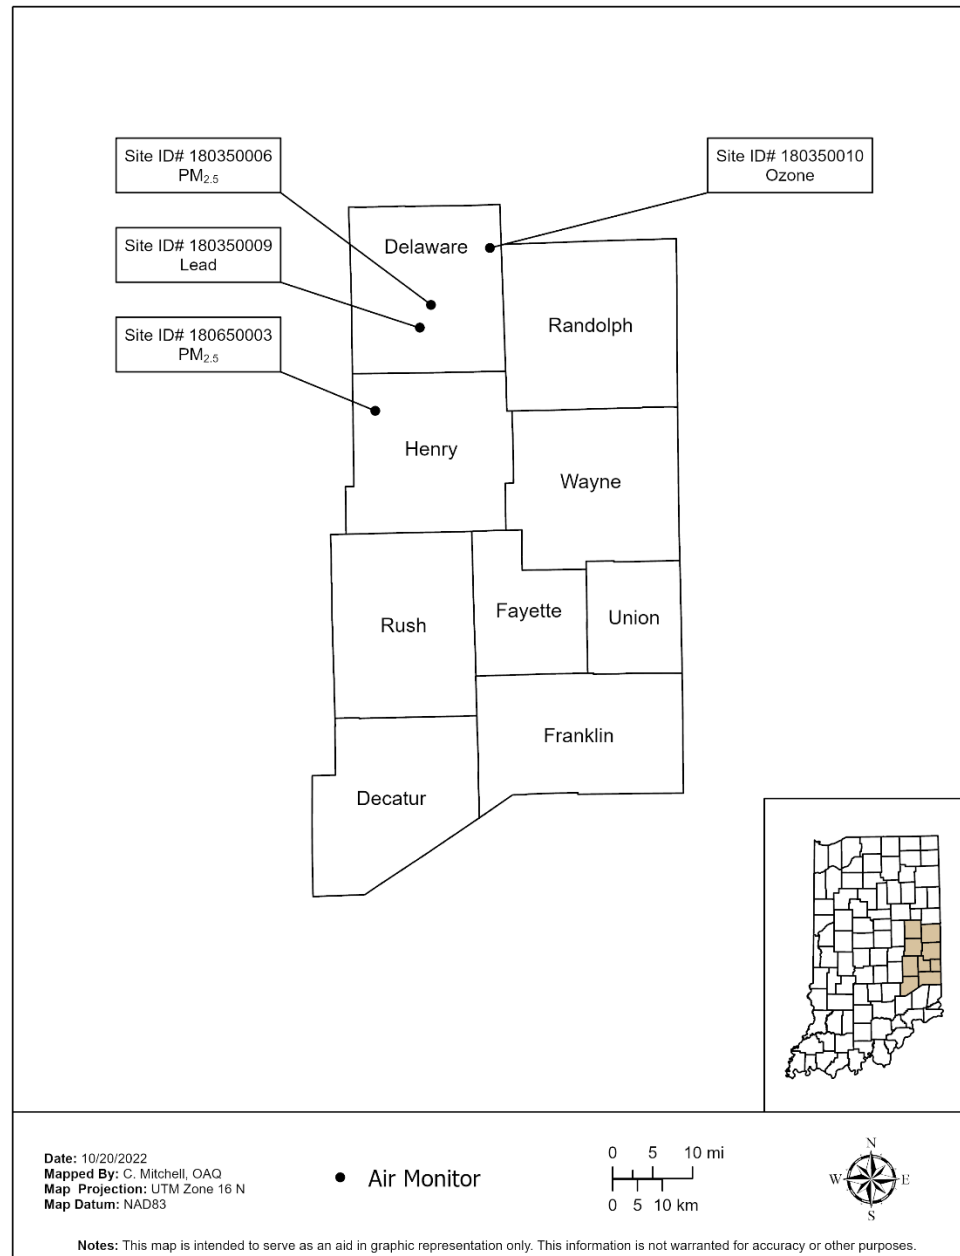 Site ID# 180350006
PM2.5
Site ID# 180350010
Ozone
Site ID# 180350009
Lead
Delaware
Site ID# 180650003
PM2.5
Randolph
Henry
Wayne
Fayette
Union
Rush
Franklin
Decatur
Date: 10/20/2022
Mapped By: C. Mitchell, OAQ
Map Projection: UTM Zone 16 N
Map Datum: NAD83
Air Monitor
0 5 10 mi
0 5 10 km
N
W E
S
Notes: This map is intended to serve as an aid in graphic representation only. This information is not warranted for accuracy or other purposes.